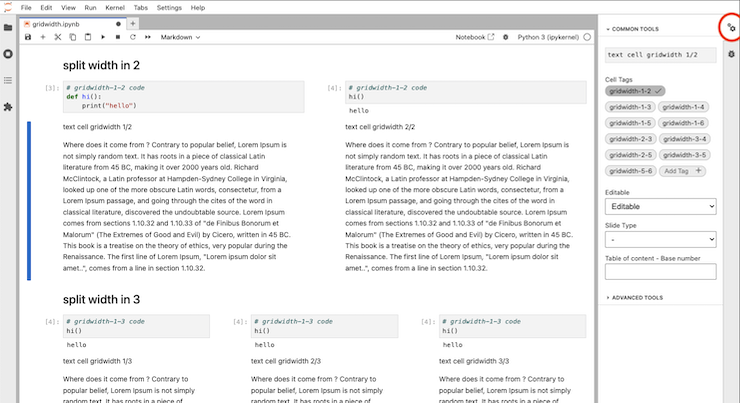 File Edit View Run Kernel Tabs Settings Help
gridwidth.ipynb
Markdown
Notebook
Python 3 (ipykernel)
split width in 2
[3]:
# gridwidth-1-2 code
def hi():
print("hello")
[4]:
# gridwidth-1-2 code
hi()
hello
text cell gridwidth 1/2
Where does it come from ? Contrary to popular belief, Lorem Ipsum is
not simply random text. It has roots in a piece of classical Latin
literature from 45 BC, making it over 2000 years old. Richard
McClintock, a Latin professor at Hampden-Sydney College in Virginia,
looked up one of the more obscure Latin words, consectetur, from a
Lorem Ipsum passage, and going through the cites of the word in
classical literature, discovered the undoubtable source. Lorem Ipsum
comes from sections 1.10.32 and 1.10.33 of "de Finibus Bonorum et
Malorum" (The Extremes of Good and Evil) by Cicero, written in 45 BC.
This book is a treatise on the theory of ethics, very popular during the
Renaissance. The first line of Lorem Ipsum, "Lorem ipsum dolor sit
amet..", comes from a line in section 1.10.32.
text cell gridwidth 2/2
Where does it come from ? Contrary to popular belief, Lorem Ipsum is
not simply random text. It has roots in a piece of classical Latin
literature from 45 BC, making it over 2000 years old. Richard
McClintock, a Latin professor at Hampden-Sydney College in Virginia,
looked up one of the more obscure Latin words, consectetur, from a
Lorem Ipsum passage, and going through the cites of the word in
classical literature, discovered the undoubtable source. Lorem Ipsum
comes from sections 1.10.32 and 1.10.33 of "de Finibus Bonorum et
Malorum" (The Extremes of Good and Evil) by Cicero, written in 45 BC.
This book is a treatise on the theory of ethics, very popular during the
Renaissance. The first line of Lorem Ipsum, "Lorem ipsum dolor sit
amet..", comes from a line in section 1.10.32.
split width in 3
[4]:
# gridwidth-1-3 code
hi()
hello
[4]:
# gridwidth-1-3 code
hi()
hello
[4]:
# gridwidth-1-3 code
hi()
hello
text cell gridwidth 1/3
Where does it come from ? Contrary to
popular belief, Lorem Ipsum is not simply
random text. It has roots in a piece of
text cell gridwidth 2/3
Where does it come from ? Contrary to
popular belief, Lorem Ipsum is not simply
random text. It has roots in a piece of
text cell gridwidth 3/3
Where does it come from ? Contrary to
popular belief, Lorem Ipsum is not simply
random text. It has roots in a piece of
COMMON TOOLS
text cell gridwidth 1/2
Cell Tags
gridwidth-1-2
gridwidth-1-3 gridwidth-1-4
gridwidth-1-5 gridwidth-1-6
gridwidth-2-3 gridwidth-3-4
gridwidth-2-5 gridwidth-3-5
gridwidth-5-6 Add Tag +
Editable
Editable
Slide Type
-
Table of content - Base number
ADVANCED TOOLS